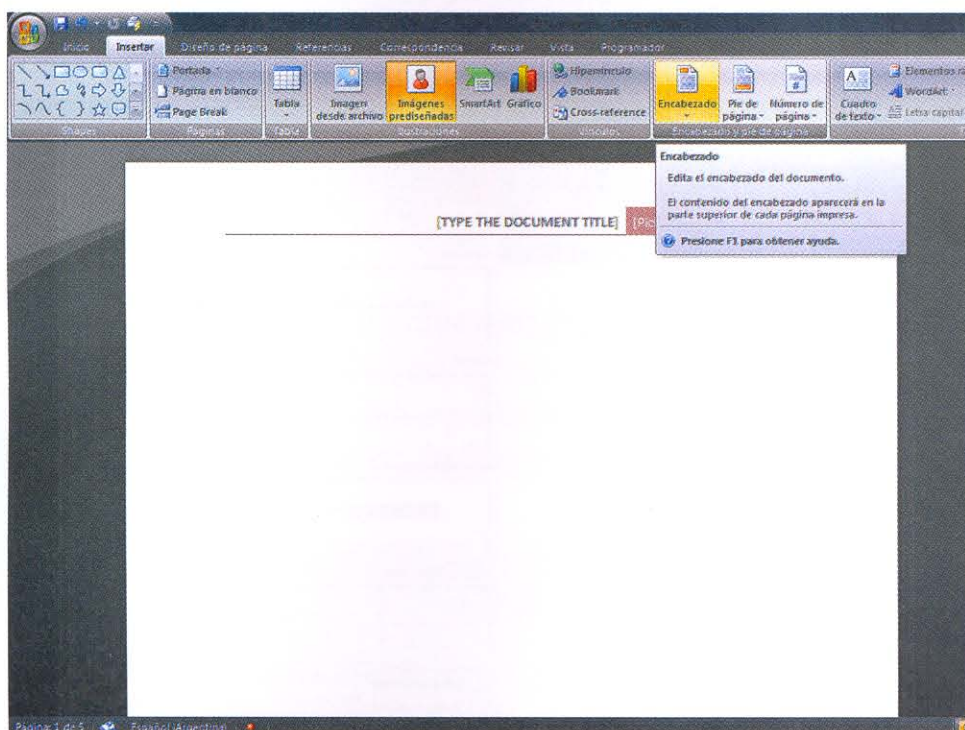 Inicio Insertar Diseño de página Referencias Correspondencia Revisar Vista Programador
Portada
Página en blanco
Page Break
Tabla
Imagen desde archivo
Imágenes prediseñadas
SmartArt
Gráfico
Hipervínculo
Bookmark
Cross-reference
Encabezado
Pie de página
Número de página
A
Cuadro de texto
Elementos rá
WordArt
Letra capital
Shapes Páginas Tabla Ilustraciones Vínculos Encabezado y pie de página
Encabezado
Edita el encabezado del documento.
El contenido del encabezado aparecerá en la
parte superior de cada página impresa.
Presione F1 para obtener ayuda.
[TYPE THE DOCUMENT TITLE] [Pic
Página: 1 de 5 Español (Argentina)